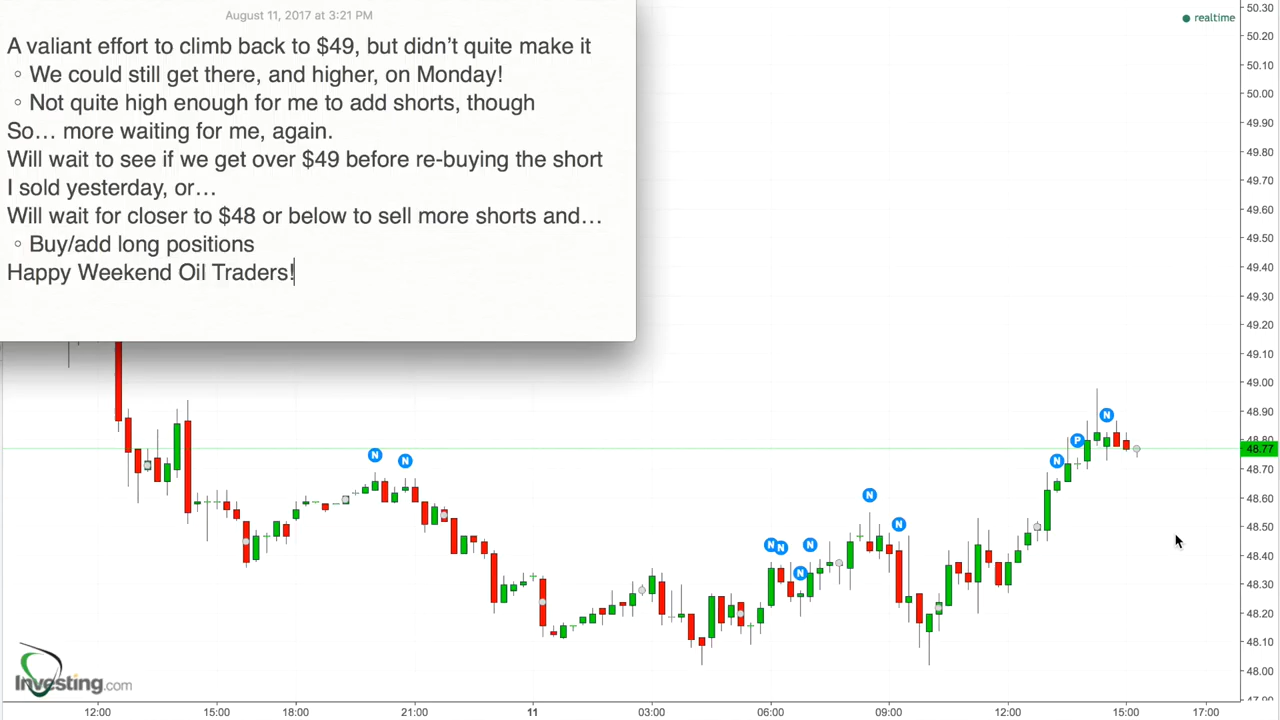 August 11, 2017 at 3:21 PM
A valiant effort to climb back to $49, but didn’t quite make it
◦ We could still get there, and higher, on Monday!
◦ Not quite high enough for me to add shorts, though
So… more waiting for me, again.
Will wait to see if we get over $49 before re-buying the short
I sold yesterday, or…
Will wait for closer to $48 or below to sell more shorts and…
◦ Buy/add long positions
Happy Weekend Oil Traders!
realtime
50.30
50.20
50.10
50.00
49.90
49.80
49.70
49.60
49.50
49.40
49.30
49.20
49.10
49.00
48.90
48.80
48.77
48.70
48.60
48.50
48.40
48.30
48.20
48.10
48.00
47.90
N
N
N
N
N
N
N
N
N
P
N
Investing.com
12:00 15:00 18:00 21:00 11 03:00 06:00 09:00 12:00 15:00 17:00